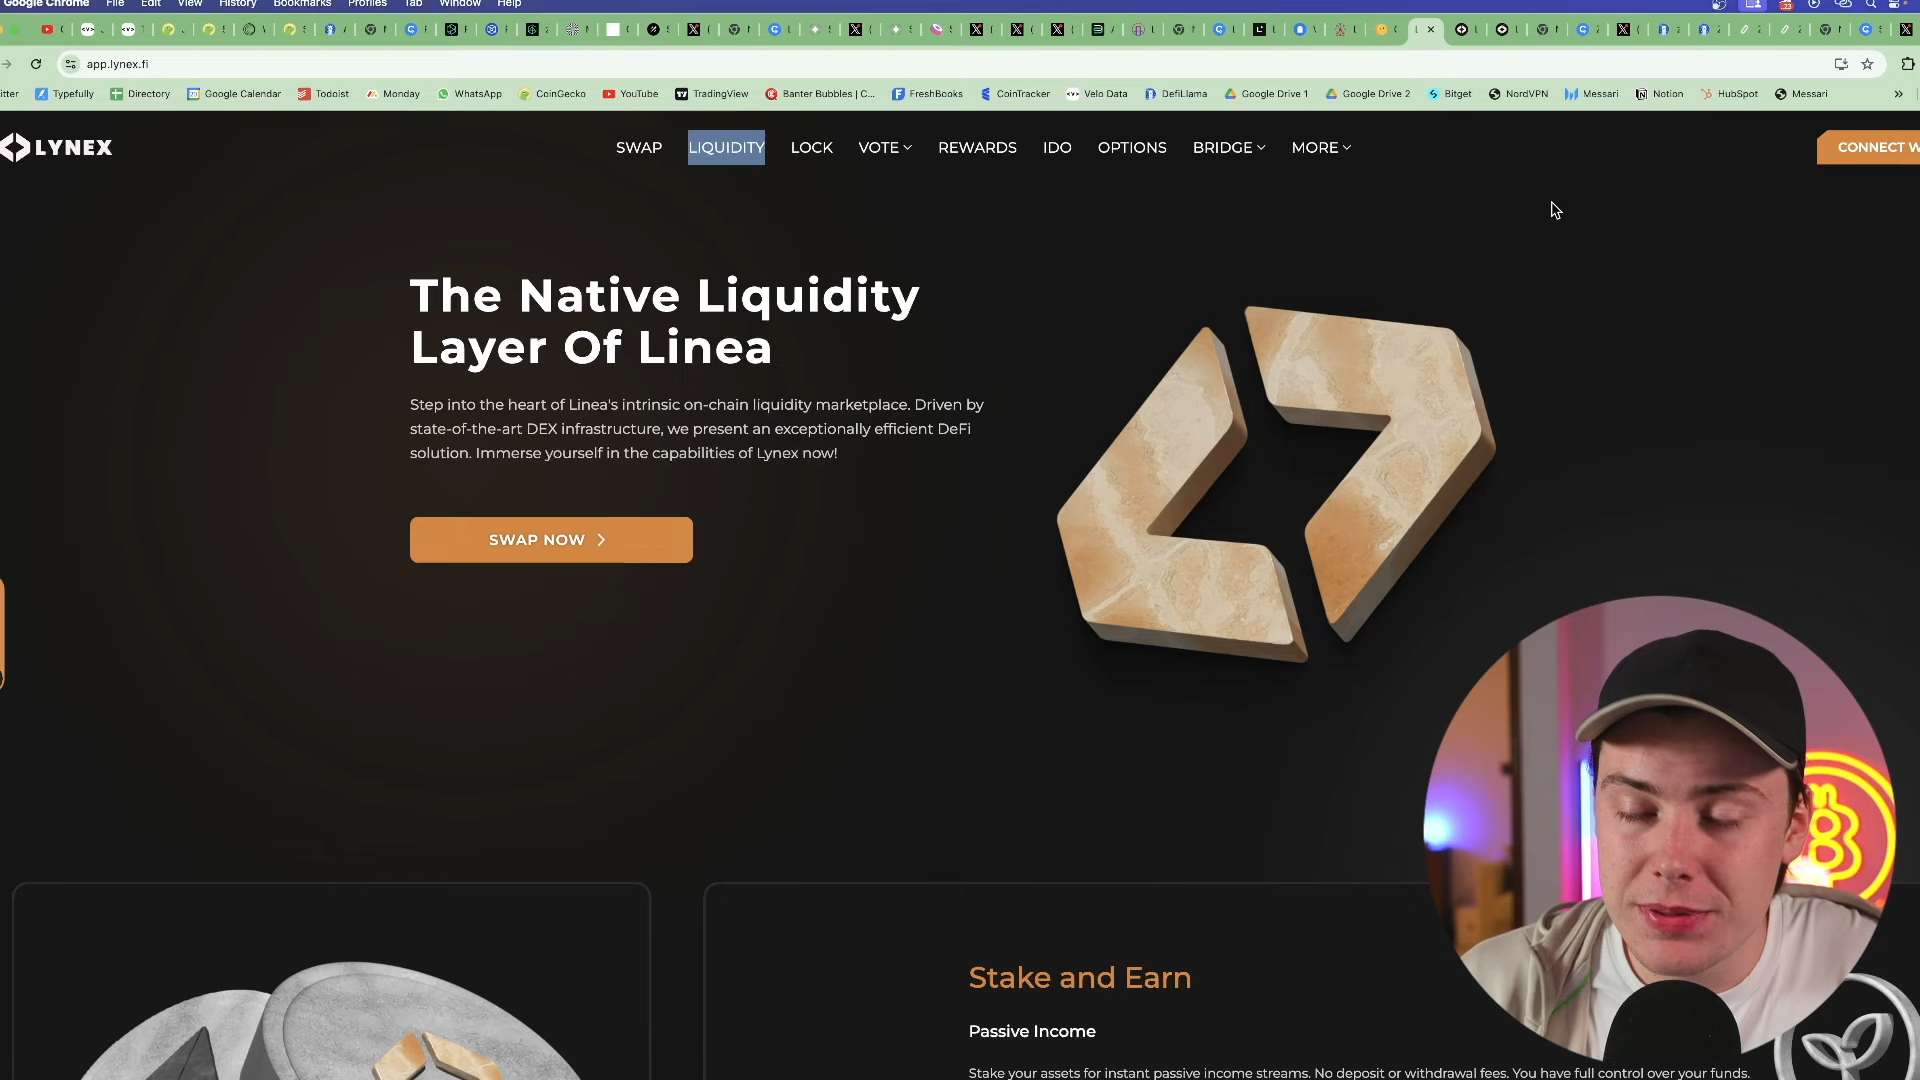 Google Chrome File Edit View History Bookmarks Profiles Tab Window Help
app.lynex.fi
itter Typefully Directory Google Calendar Todoist Monday WhatsApp CoinGecko YouTube TradingView Banter Bubbles | C... FreshBooks CoinTracker Velo Data DefiLlama Google Drive 1 Google Drive 2 Bitget NordVPN Messari Notion HubSpot Messari
LYNEX
SWAP LIQUIDITY LOCK VOTE REWARDS IDO OPTIONS BRIDGE MORE
CONNECT W
The Native Liquidity
Layer Of Linea
Step into the heart of Linea's intrinsic on-chain liquidity marketplace. Driven by
state-of-the-art DEX infrastructure, we present an exceptionally efficient DeFi
solution. Immerse yourself in the capabilities of Lynex now!
SWAP NOW
Stake and Earn
Passive Income
Stake your assets for instant passive income streams. No deposit or withdrawal fees. You have full control over your funds.